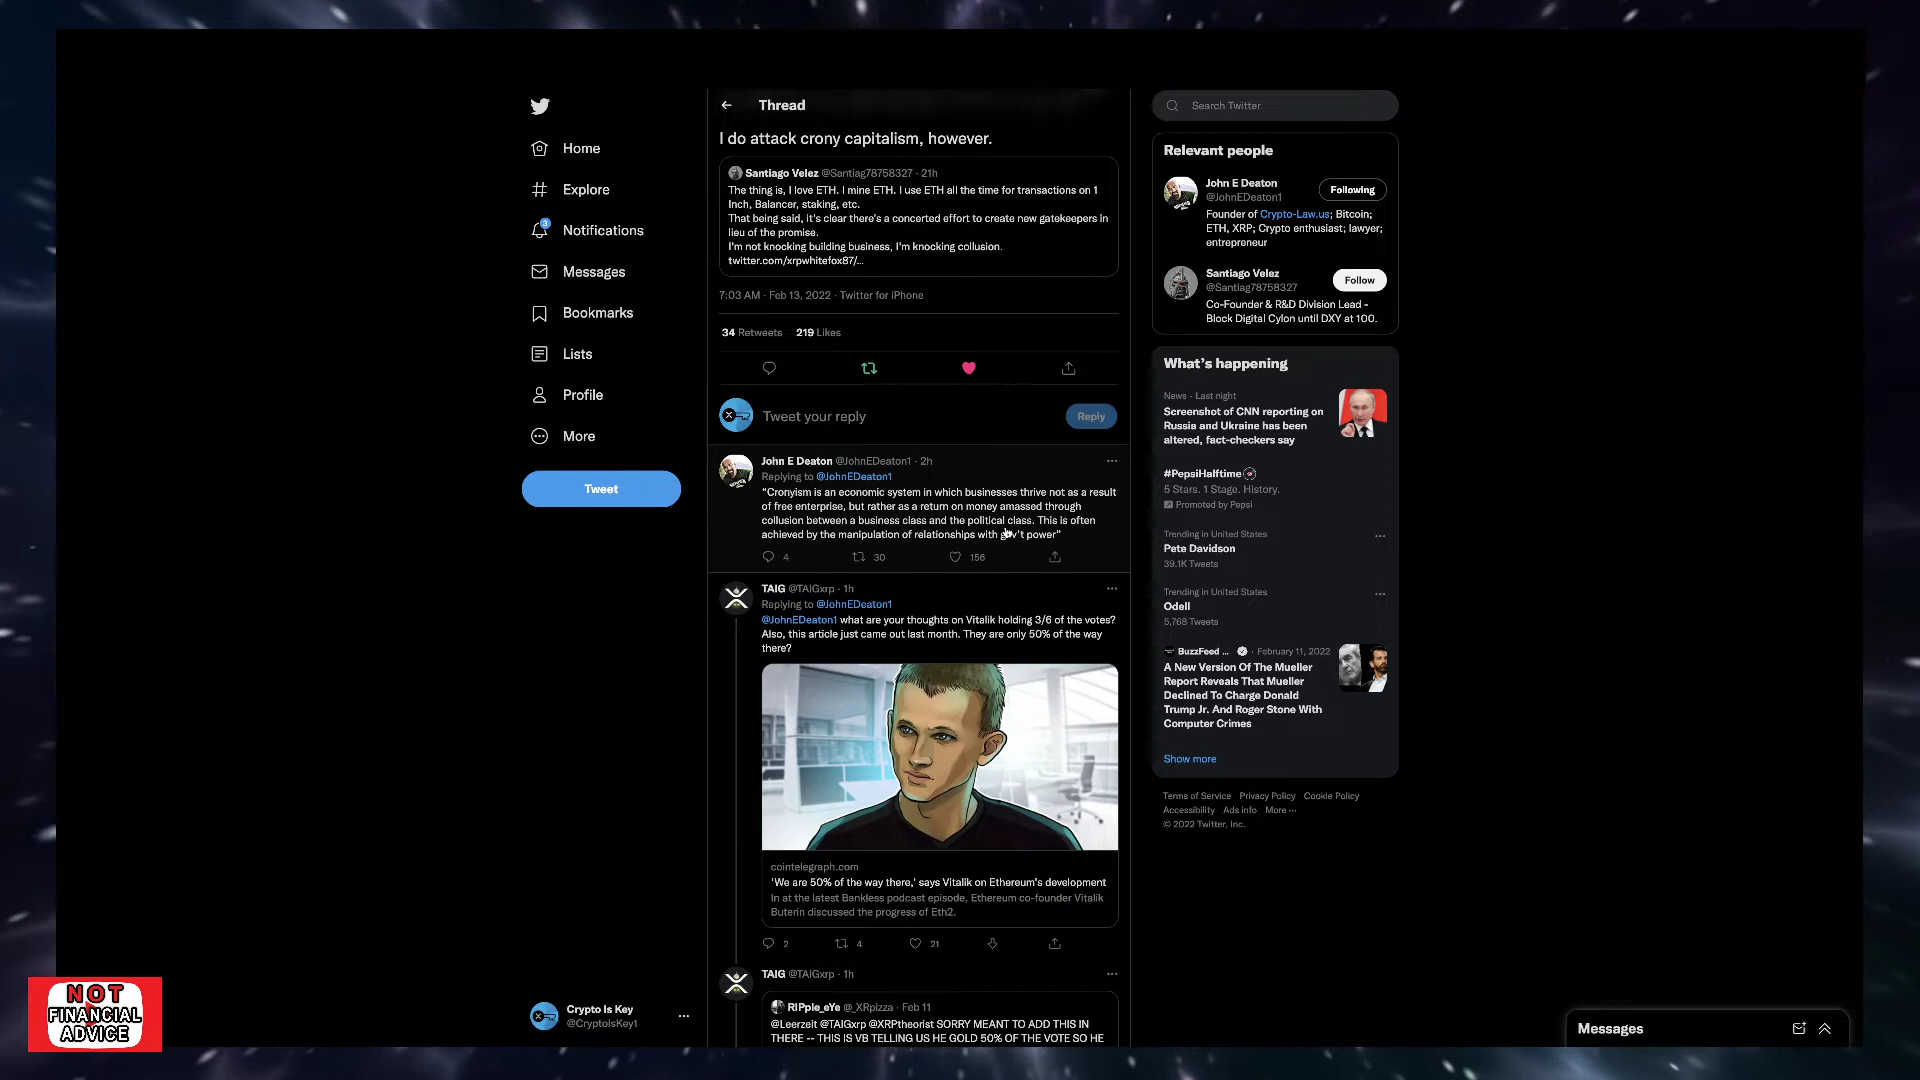 Home
Explore
3
Notifications
Messages
Bookmarks
Lists
Profile
More
Tweet
Crypto Is Key
@CryptoIsKey1
NOT
FINANCIAL
ADVICE
Thread
I do attack crony capitalism, however.
Santiago Velez @Santiag78758327 · 21h
The thing is, I love ETH. I mine ETH. I use ETH all the time for transactions on 1
Inch, Balancer, staking, etc.
That being said, it's clear there's a concerted effort to create new gatekeepers in
lieu of the promise.
I'm not knocking building business, I'm knocking collusion.
twitter.com/xrpwhitefox87/...
7:03 AM · Feb 13, 2022 · Twitter for iPhone
34 Retweets 219 Likes
Tweet your reply
Reply
John E Deaton @JohnEDeaton1 · 2h
Replying to @JohnEDeaton1
“Cronyism is an economic system in which businesses thrive not as a result
of free enterprise, but rather as a return on money amassed through
collusion between a business class and the political class. This is often
achieved by the manipulation of relationships with gov't power”
4 30 156
TAIG @TAIGxrp · 1h
Replying to @JohnEDeaton1
@JohnEDeaton1 what are your thoughts on Vitalik holding 3/6 of the votes?
Also, this article just came out last month. They are only 50% of the way
there?
cointelegraph.com
'We are 50% of the way there,' says Vitalik on Ethereum's development
In at the latest Bankless podcast episode, Ethereum co-founder Vitalik
Buterin discussed the progress of Eth2.
2 4 21
TAIG @TAIGxrp · 1h
RIPple_eYe @_XRpizza · Feb 11
@Leerzeit @TAIGxrp @XRPtheorist SORRY MEANT TO ADD THIS IN
THERE -- THIS IS VB TELLING US HE GOLD 50% OF THE VOTE SO HE
Search Twitter
Relevant people
John E Deaton
@JohnEDeaton1
Following
Founder of Crypto-Law.us; Bitcoin;
ETH, XRP; Crypto enthusiast; lawyer;
entrepreneur
Santiago Velez
@Santiag78758327
Follow
Co-Founder & R&D Division Lead -
Block Digital Cylon until DXY at 100.
What's happening
News · Last night
Screenshot of CNN reporting on
Russia and Ukraine has been
altered, fact-checkers say
#PepsiHalftime
5 Stars. 1 Stage. History.
Promoted by Pepsi
Trending in United States
Pete Davidson
39.1K Tweets
Trending in United States
Odell
5,768 Tweets
BuzzFeed ... · February 11, 2022
A New Version Of The Mueller
Report Reveals That Mueller
Declined To Charge Donald
Trump Jr. And Roger Stone With
Computer Crimes
Show more
Terms of Service Privacy Policy Cookie Policy
Accessibility Ads info More ...
© 2022 Twitter, Inc.
Messages